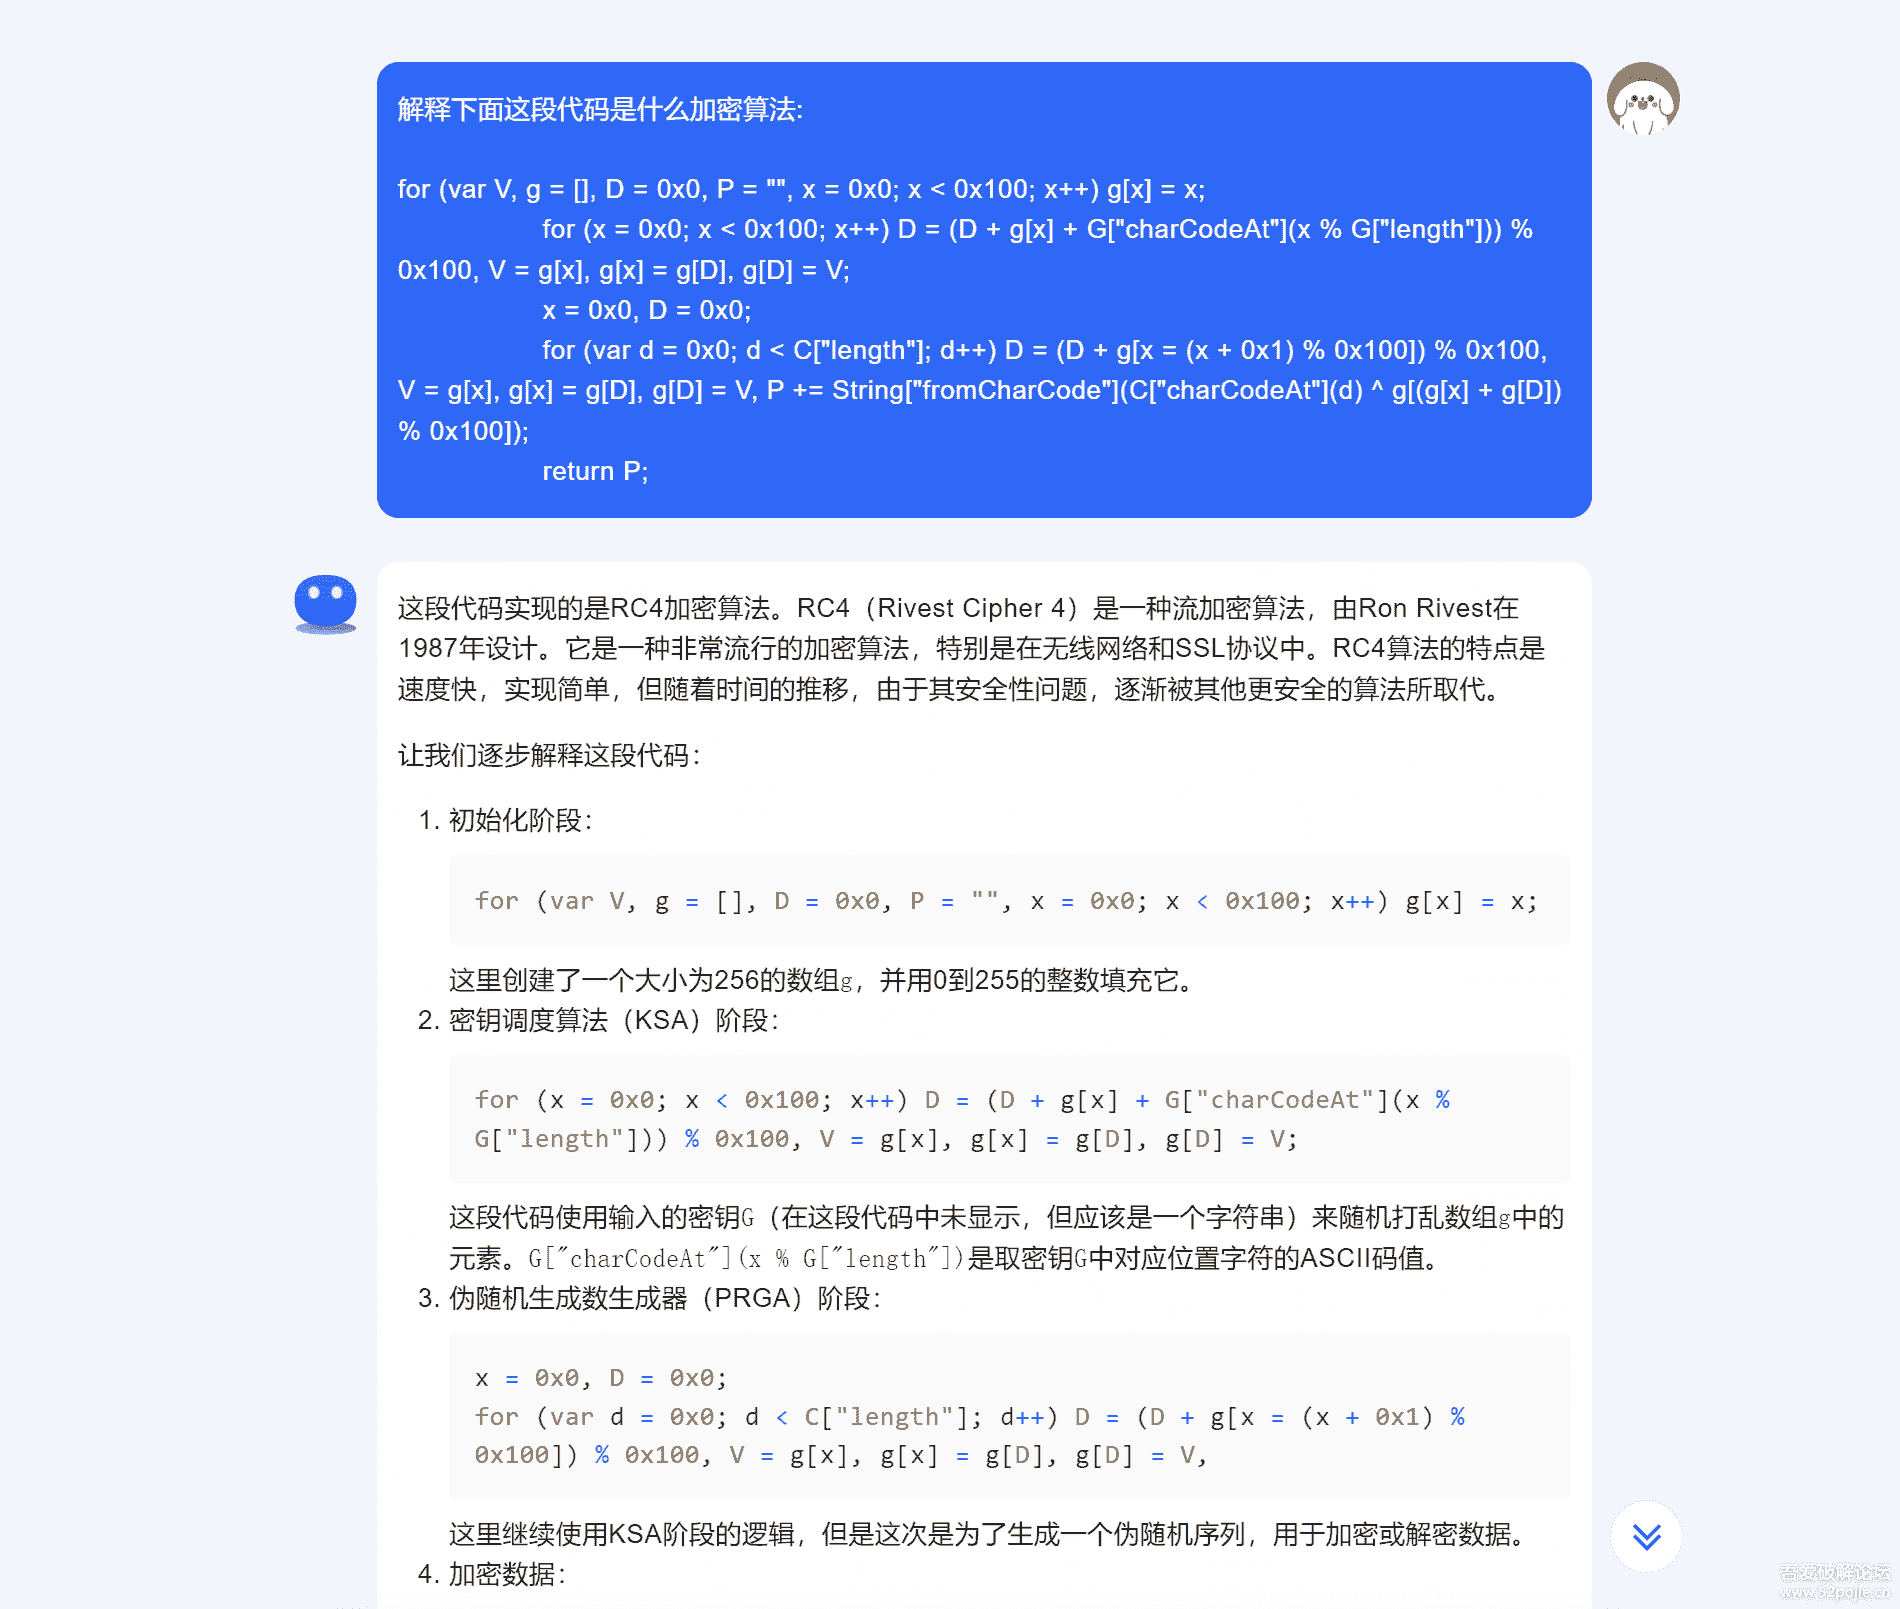 解释下面这段代码是什么加密算法:
for (var V, g = [], D = 0x0, P = "", x = 0x0; x < 0x100; x++) g[x] = x;
for (x = 0x0; x < 0x100; x++) D = (D + g[x] + G["charCodeAt"](x % G["length"])) %
0x100, V = g[x], g[x] = g[D], g[D] = V;
x = 0x0, D = 0x0;
for (var d = 0x0; d < C["length"]; d++) D = (D + g[x = (x + 0x1) % 0x100]) % 0x100,
V = g[x], g[x] = g[D], g[D] = V, P += String["fromCharCode"](C["charCodeAt"](d) ^ g[(g[x] + g[D])
% 0x100]);
return P;
这段代码实现的是RC4加密算法。RC4（Rivest Cipher 4）是一种流加密算法，由Ron Rivest在
1987年设计。它是一种非常流行的加密算法，特别是在无线网络和SSL协议中。RC4算法的特点是
速度快，实现简单，但随着时间的推移，由于其安全性问题，逐渐被其他更安全的算法所取代。
让我们逐步解释这段代码：
1. 初始化阶段：
for (var V, g = [], D = 0x0, P = "", x = 0x0; x < 0x100; x++) g[x] = x;
这里创建了一个大小为256的数组g，并用0到255的整数填充它。
2. 密钥调度算法（KSA）阶段：
for (x = 0x0; x < 0x100; x++) D = (D + g[x] + G["charCodeAt"](x %
G["length"])) % 0x100, V = g[x], g[x] = g[D], g[D] = V;
这段代码使用输入的密钥G（在这段代码中未显示，但应该是一个字符串）来随机打乱数组g中的
元素。G["charCodeAt"](x % G["length"])是取密钥G中对应位置字符的ASCII码值。
3. 伪随机生成数生成器（PRGA）阶段：
x = 0x0, D = 0x0;
for (var d = 0x0; d < C["length"]; d++) D = (D + g[x = (x + 0x1) %
0x100]) % 0x100, V = g[x], g[x] = g[D], g[D] = V,
这里继续使用KSA阶段的逻辑，但是这次是为了生成一个伪随机序列，用于加密或解密数据。
4. 加密数据：
吾爱破解论坛
www.52pojie.cn